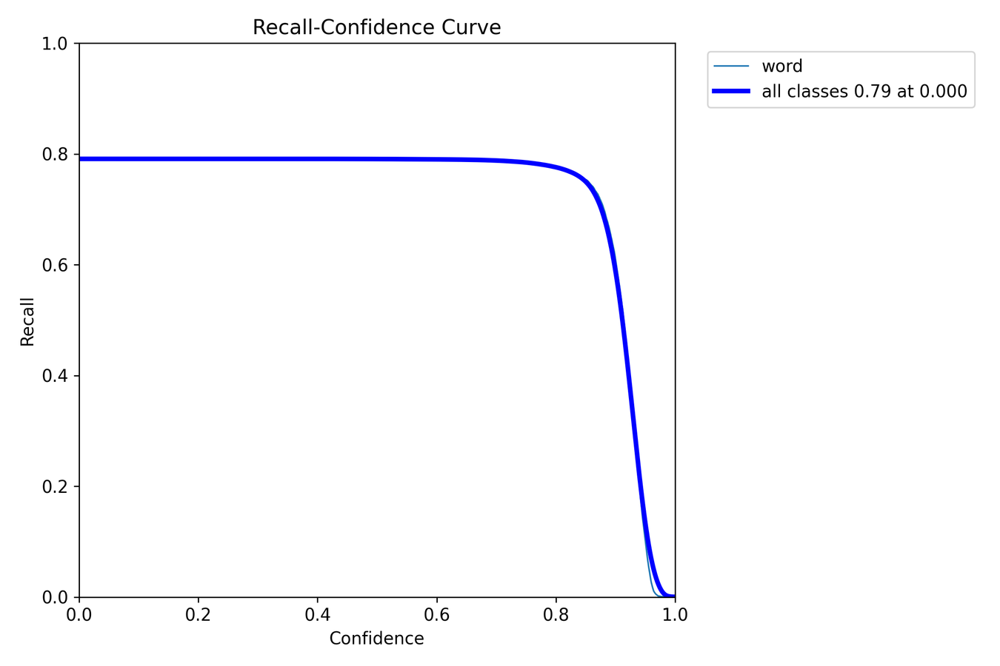 Recall-Confidence Curve
1.0
0.8
0.6
0.4
0.2
0.0
Recall
0.0 0.2 0.4 0.6 0.8 1.0
Confidence
word
all classes 0.79 at 0.000